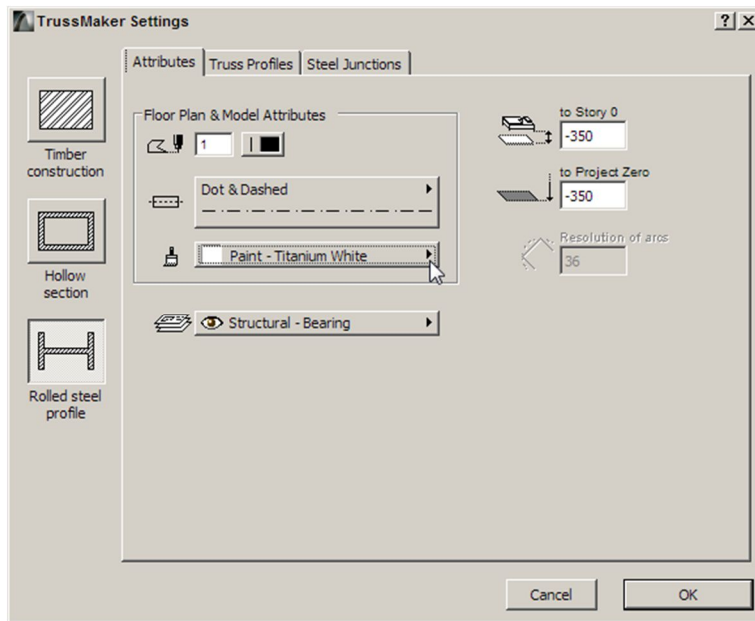 TrussMaker Settings
Attributes
Truss Profiles
Steel Junctions
Timber
construction
Hollow
section
Rolled steel
profile
Floor Plan & Model Attributes
1
Dot & Dashed
Paint - Titanium White
Structural - Bearing
to Story 0
-350
to Project Zero
-350
Resolution of arcs
36
Cancel
OK